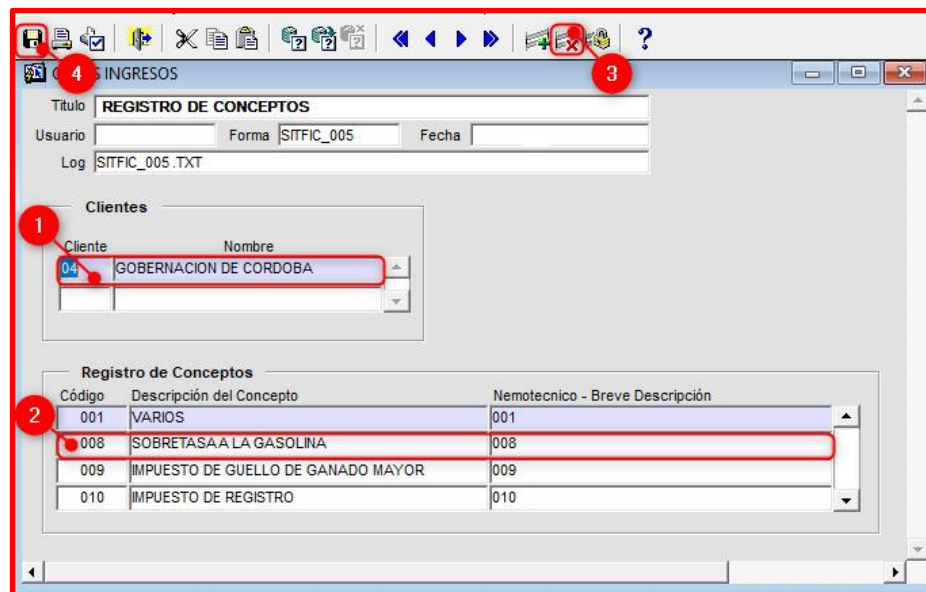 4
3
S INGRESOS
Titulo REGISTRO DE CONCEPTOS
Usuario Forma SITFIC_005 Fecha
Log SITFIC_005.TXT
Clientes
1
Cliente Nombre
04 GOBERNACION DE CORDOBA
Registro de Conceptos
Código Descripción del Concepto Nemotecnico - Breve Descripción
2
001 VARIOS 001
008 SOBRETASA A LA GASOLINA 008
009 IMPUESTO DE GUELLO DE GANADO MAYOR 009
010 IMPUESTO DE REGISTRO 010